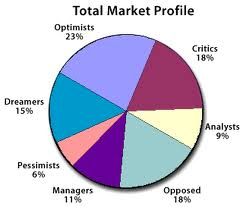 Total Market Profile
Optimists
23%
Critics
18%
Analysts
9%
Opposed
18%
Managers
11%
Pessimists
6%
Dreamers
15%